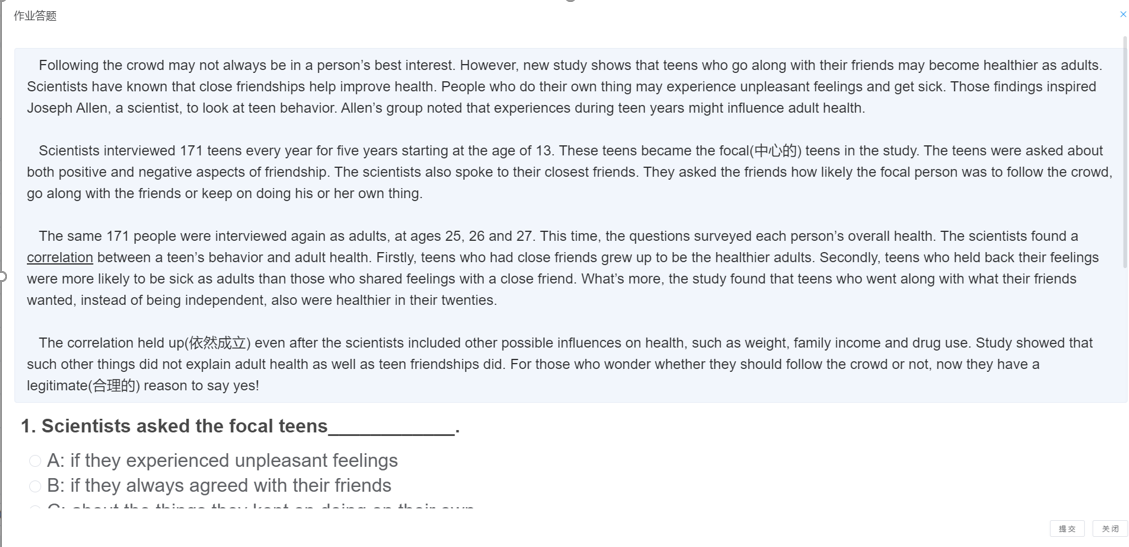 作业答题
×
Following the crowd may not always be in a person's best interest. However, new study shows that teens who go along with their friends may become healthier as adults.
Scientists have known that close friendships help improve health. People who do their own thing may experience unpleasant feelings and get sick. Those findings inspired
Joseph Allen, a scientist, to look at teen behavior. Allen's group noted that experiences during teen years might influence adult health.
Scientists interviewed 171 teens every year for five years starting at the age of 13. These teens became the focal(中心的) teens in the study. The teens were asked about
both positive and negative aspects of friendship. The scientists also spoke to their closest friends. They asked the friends how likely the focal person was to follow the crowd,
go along with the friends or keep on doing his or her own thing.
The same 171 people were interviewed again as adults, at ages 25, 26 and 27. This time, the questions surveyed each person's overall health. The scientists found a
correlation between a teen's behavior and adult health. Firstly, teens who had close friends grew up to be the healthier adults. Secondly, teens who held back their feelings
were more likely to be sick as adults than those who shared feelings with a close friend. What's more, the study found that teens who went along with what their friends
wanted, instead of being independent, also were healthier in their twenties.
The correlation held up(依然成立) even after the scientists included other possible influences on health, such as weight, family income and drug use. Study showed that
such other things did not explain adult health as well as teen friendships did. For those who wonder whether they should follow the crowd or not, now they have a
legitimate(合理的) reason to say yes!
1. Scientists asked the focal teens____________.
A: if they experienced unpleasant feelings
B: if they always agreed with their friends
C: about the things they kept on doing on their own
提交 关闭